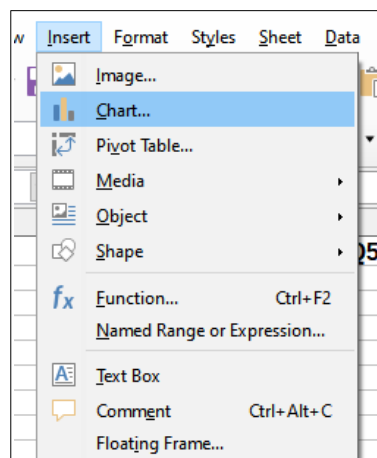 w Insert Format Styles Sheet Data
Image...
Chart...
Pivot Table...
Media
Object
Shape
Q5
Function... Ctrl+F2
Named Range or Expression...
Text Box
Comment Ctrl+Alt+C
Floating Frame...